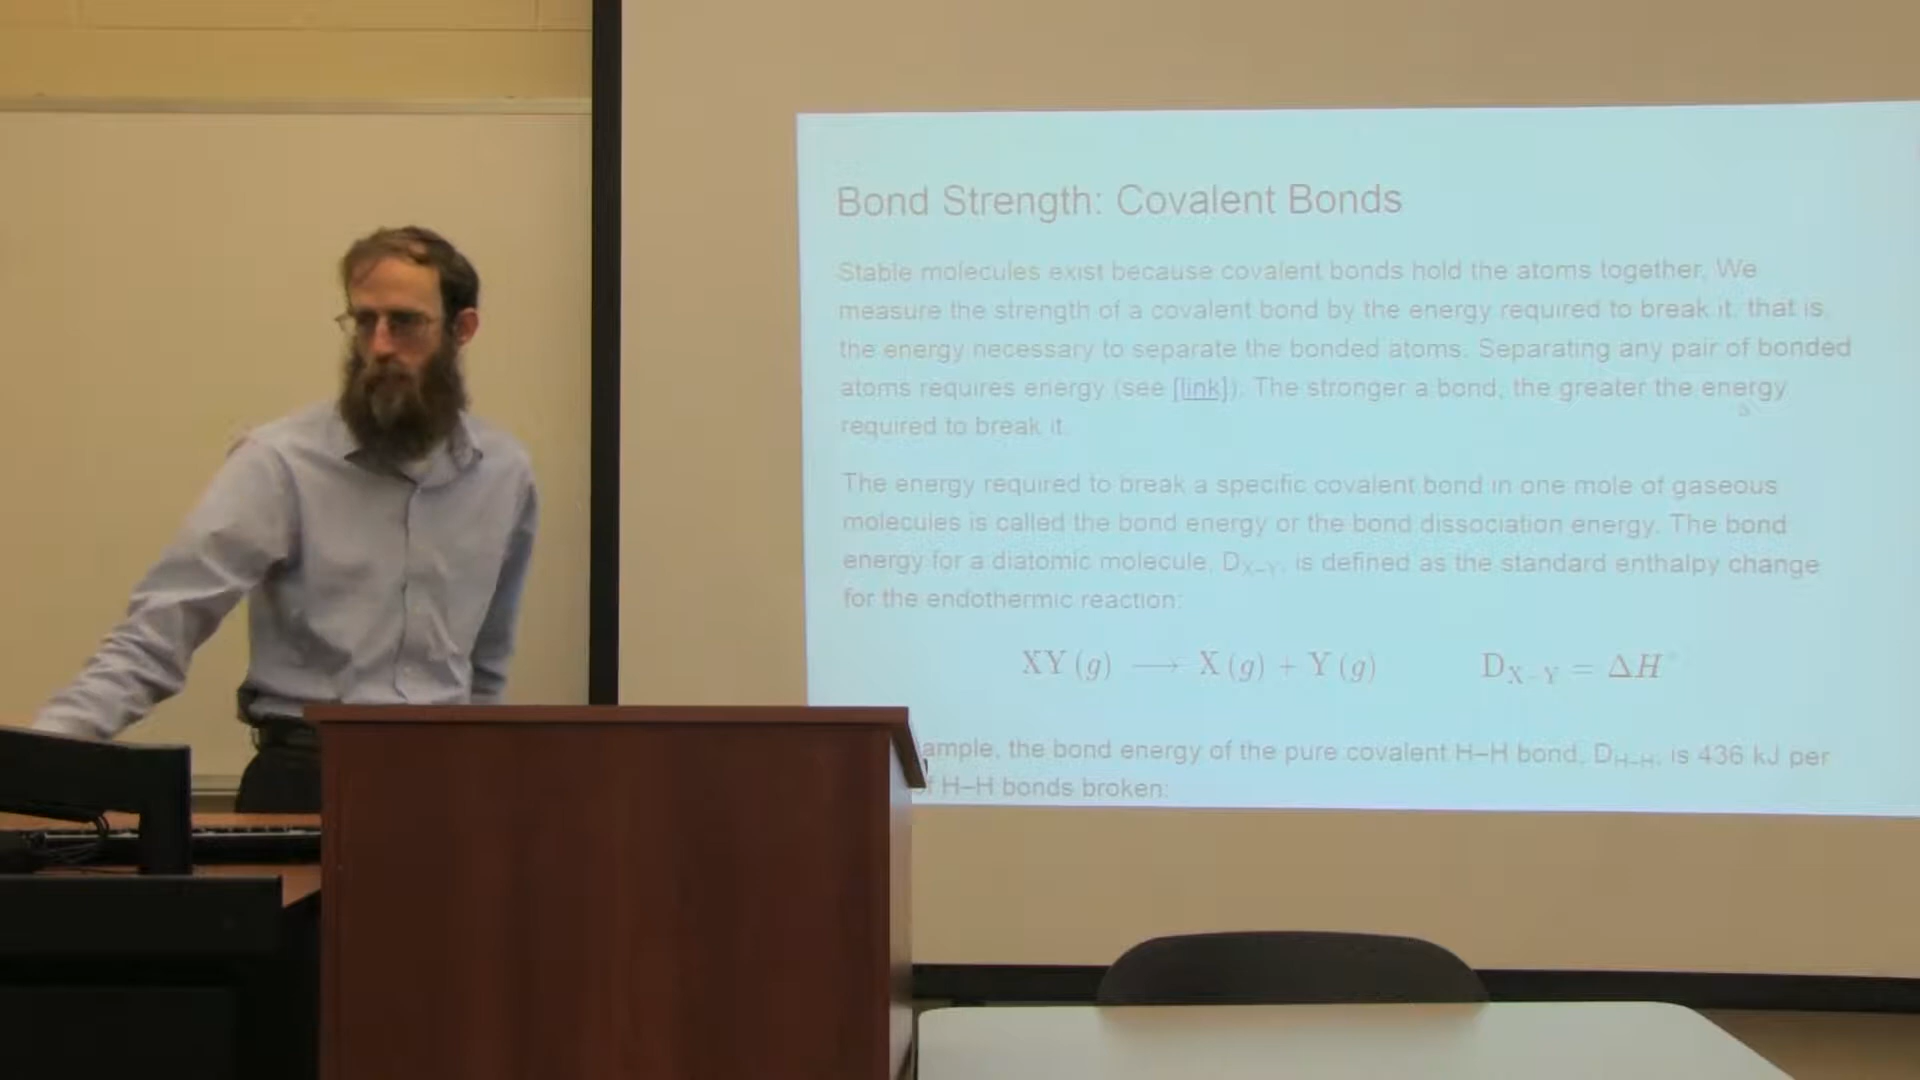 Bond Strength: Covalent Bonds
Stable molecules exist because covalent bonds hold the atoms together. We
measure the strength of a covalent bond by the energy required to break it, that is,
the energy necessary to separate the bonded atoms. Separating any pair of bonded
atoms requires energy (see [link]). The stronger a bond, the greater the energy
required to break it.
The energy required to break a specific covalent bond in one mole of gaseous
molecules is called the bond energy or the bond dissociation energy. The bond
energy for a diatomic molecule, D_X–Y, is defined as the standard enthalpy change
for the endothermic reaction:
XY (g) ⟶ X (g) + Y (g) D_X–Y = ΔH°
ample, the bond energy of the pure covalent H–H bond, D_H–H, is 436 kJ per
f H–H bonds broken: